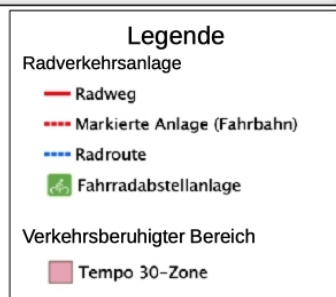 Legende
Radverkehrsanlage
Radweg
Markierte Anlage (Fahrbahn)
Radroute
Fahrradabstellanlage
Verkehrsberuhigter Bereich
Tempo 30-Zone